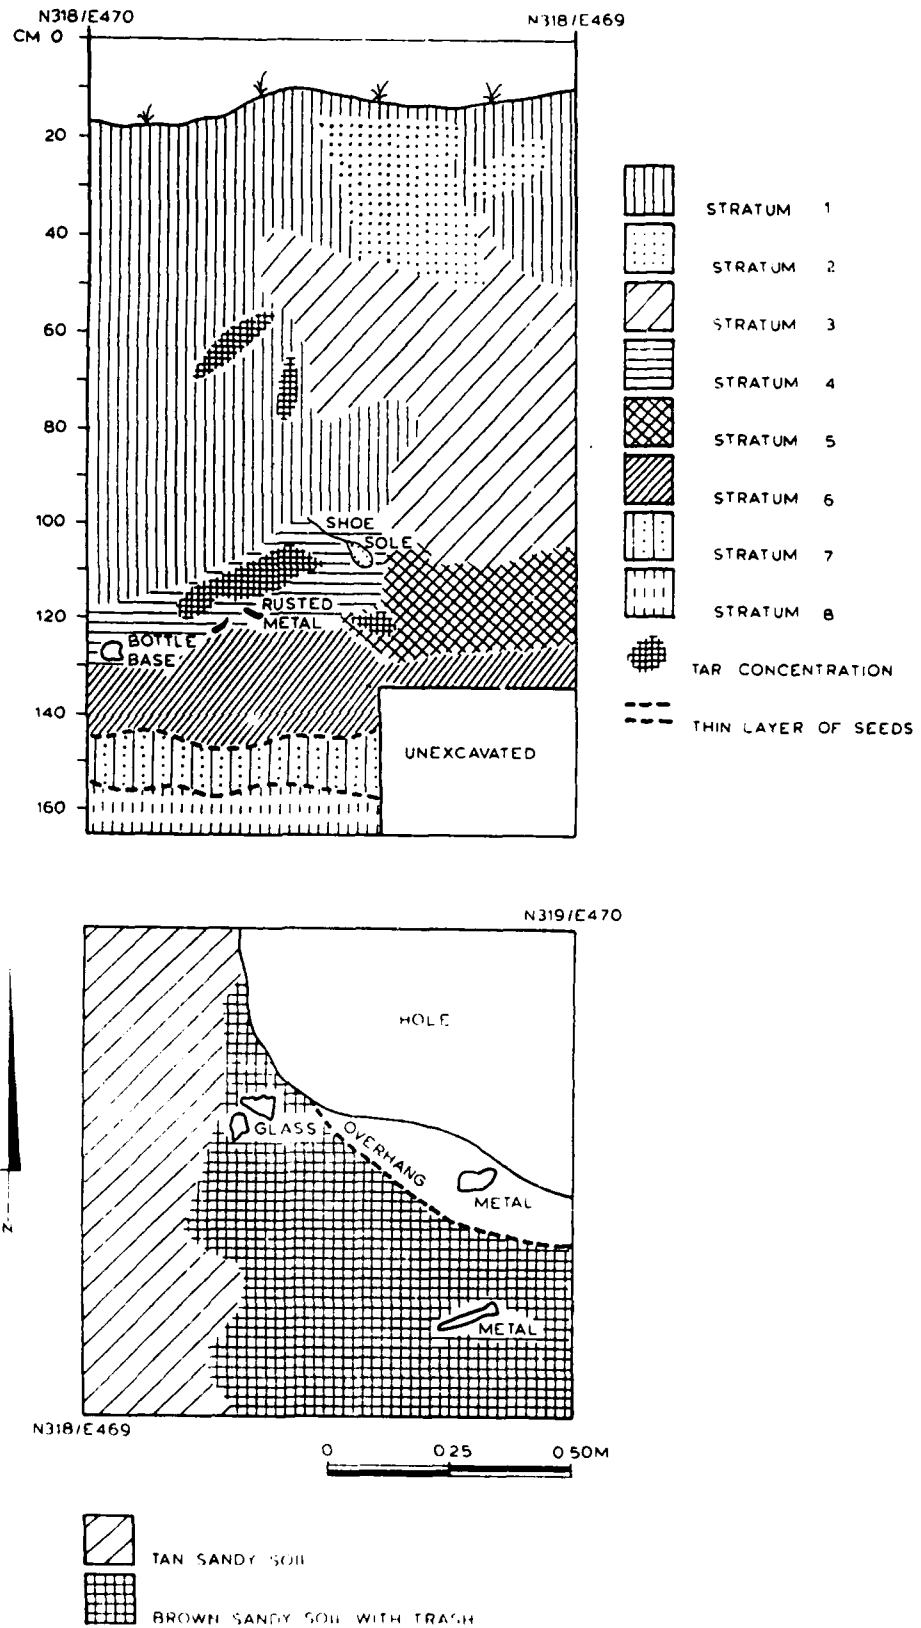 N318/E470
N318/E469
CM 0
20
40
60
80
100
120
140
160
SHOE
SOLE
RUSTED
METAL
BOTTLE
BASE
UNEXCAVATED
STRATUM 1
STRATUM 2
STRATUM 3
STRATUM 4
STRATUM 5
STRATUM 6
STRATUM 7
STRATUM 8
TAR CONCENTRATION
THIN LAYER OF SEEDS
N319/E470
HOLE
GLASS
OVERHANG
METAL
METAL
N
N318/E469
0 0 25 0 50M
TAN SANDY SOIL
BROWN SANDY SOIL WITH TRASH